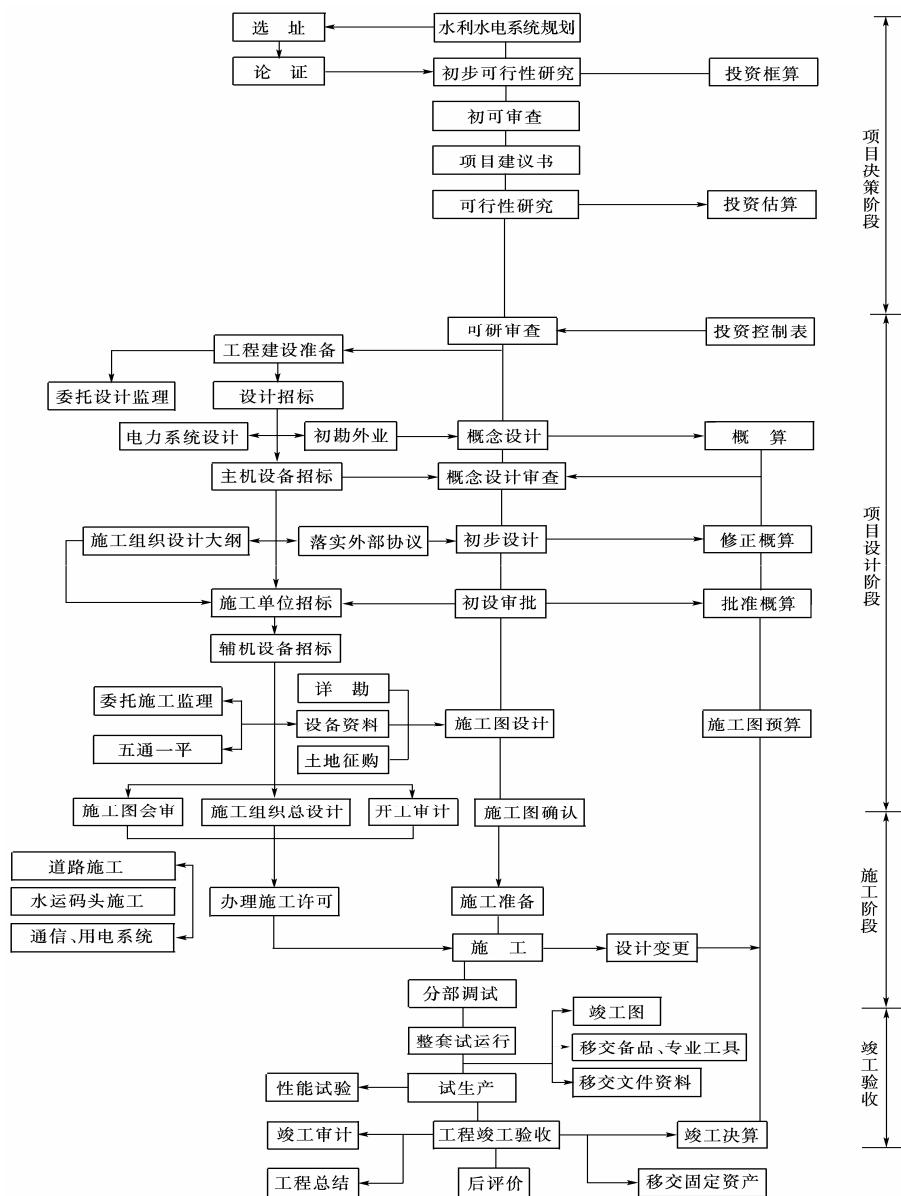 选 址
水利水电系统规划
论 证
初步可行性研究
投资框算
初可审查
项目建议书
可行性研究
投资估算
项目决策阶段
可研审查
投资控制表
工程建设准备
委托设计监理
设计招标
电力系统设计
初勘外业
概念设计
概 算
主机设备招标
概念设计审查
施工组织设计大纲
落实外部协议
初步设计
修正概算
项目设计阶段
施工单位招标
初设审批
批准概算
辅机设备招标
详 勘
委托施工监理
设备资料
施工图设计
施工图预算
五通一平
土地征购
施工图会审
施工组织总设计
开工审计
施工图确认
道路施工
水运码头施工
办理施工许可
施工准备
施工阶段
通信、用电系统
施 工
设计变更
分部调试
竣工图
整套试运行
移交备品、专业工具
竣工验收
性能试验
试生产
移交文件资料
竣工审计
工程竣工验收
竣工决算
工程总结
后评价
移交固定资产